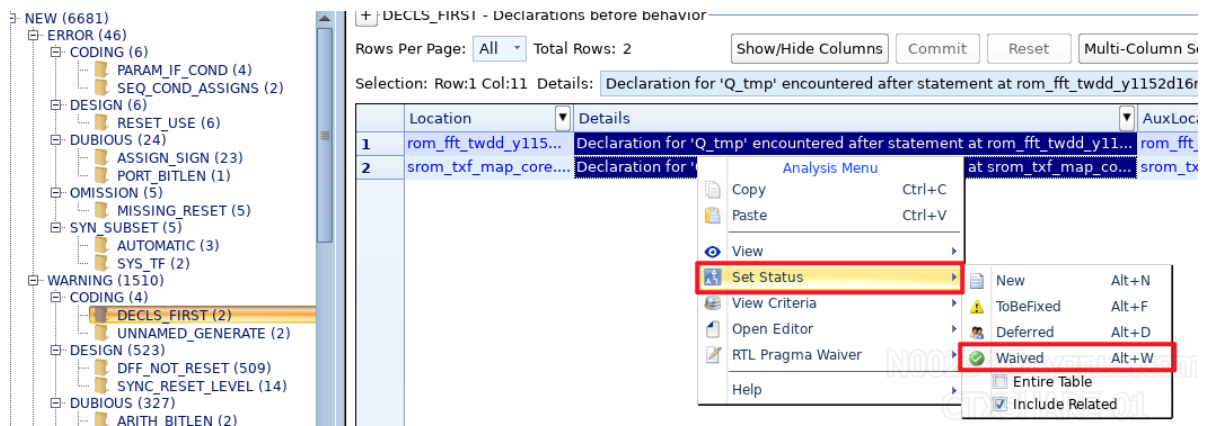 NEW (6681)
ERROR (46)
CODING (6)
PARAM_IF_COND (4)
SEQ_COND_ASSIGNS (2)
DESIGN (6)
RESET_USE (6)
DUBIOUS (24)
ASSIGN_SIGN (23)
PORT_BITLEN (1)
OMISSION (5)
MISSING_RESET (5)
SYN_SUBSET (5)
AUTOMATIC (3)
SYS_TF (2)
WARNING (1510)
CODING (4)
DECLS_FIRST (2)
UNNAMED_GENERATE (2)
DESIGN (523)
DFF_NOT_RESET (509)
SYNC_RESET_LEVEL (14)
DUBIOUS (327)
ARITH_BITLEN (2)
DECLS_FIRST - Declarations before behavior
Rows Per Page: All Total Rows: 2 Show/Hide Columns Commit Reset Multi-Column
Selection: Row:1 Col:11 Details: Declaration for 'Q_tmp' encountered after statement at rom_fft_twdd_y1152d16
Location Details AuxLoca
1 rom_fft_twdd_y115... Declaration for 'Q_tmp' encountered after statement at rom_fft_twdd_y11... rom_fft_
2 srom_txf_map_core.... Declaration for at srom_txf_map_co... srom_tx
Analysis Menu
Copy Ctrl+C
Paste Ctrl+V
View
Set Status
View Criteria
Open Editor
RTL Pragma Waiver
Help
New Alt+N
ToBeFixed Alt+F
Deferred Alt+D
Waived Alt+W
Entire Table
Include Related